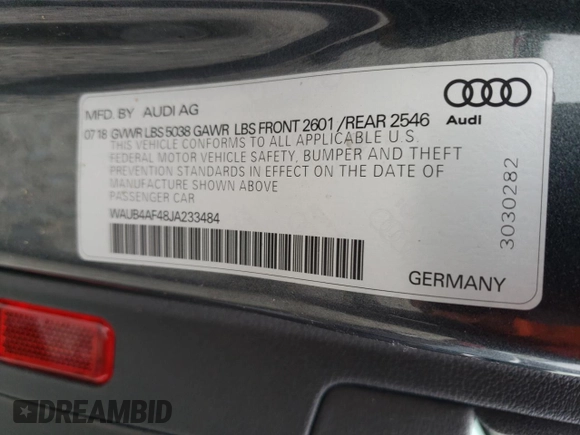 MFD. BY AUDI AG
07 18 GVWR LBS 5038 GAWR LBS FRONT 2601 /REAR 2546
THIS VEHICLE CONFORMS TO ALL APPLICABLE U.S.
FEDERAL MOTOR VEHICLE SAFETY, BUMPER AND THEFT
PREVENTION STANDARDS IN EFFECT ON THE DATE OF
MANUFACTURE SHOWN ABOVE
PASSENGER CAR
WAUB4AF48JA233484
Audi
3030282
GERMANY
DREAMBID